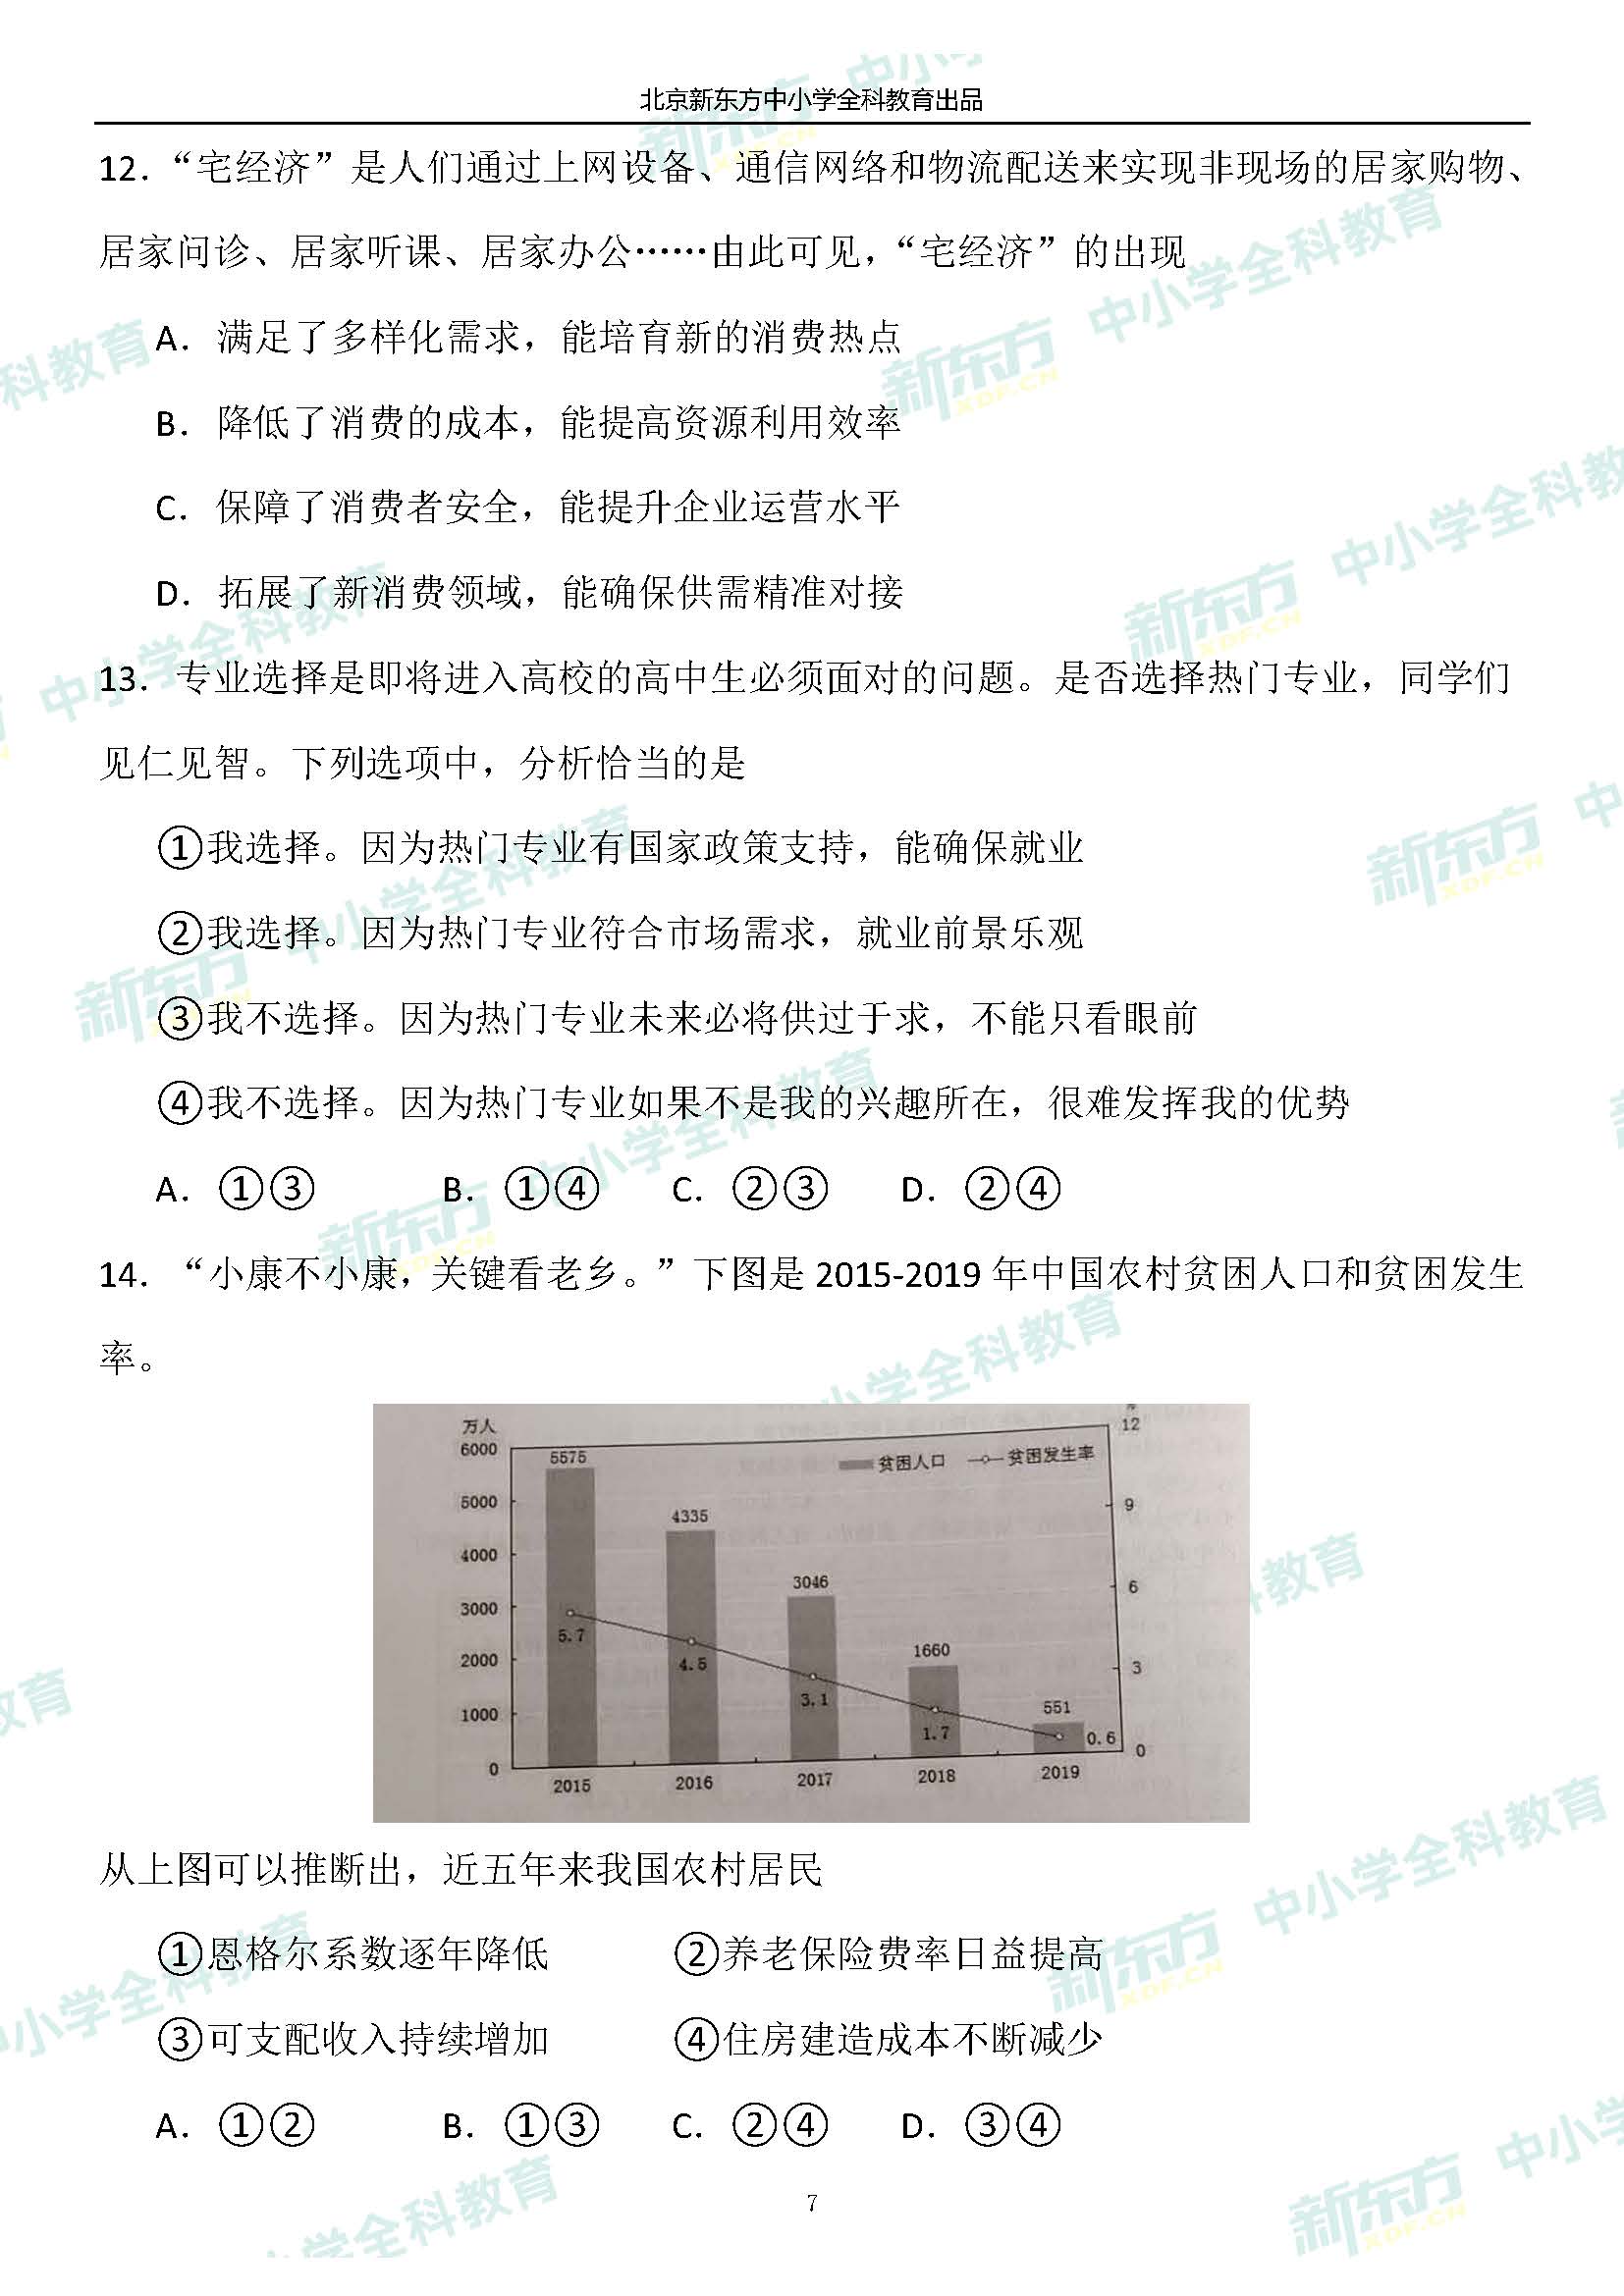 北京新东方中小学全科教育出品
12．“宅经济”是人们通过上网设备、通信网络和物流配送来实现非现场的居家购物、
居家问诊、居家听课、居家办公……由此可见，“宅经济”的出现
A．满足了多样化需求，能培育新的消费热点
B．降低了消费的成本，能提高资源利用效率
C．保障了消费者安全，能提升企业运营水平
D．拓展了新消费领域，能确保供需精准对接
13．专业选择是即将进入高校的高中生必须面对的问题。是否选择热门专业，同学们
见仁见智。下列选项中，分析恰当的是
①我选择。因为热门专业有国家政策支持，能确保就业
②我选择。因为热门专业符合市场需求，就业前景乐观
③我不选择。因为热门专业未来必将供过于求，不能只看眼前
④我不选择。因为热门专业如果不是我的兴趣所在，很难发挥我的优势
A．①③ B．①④ C．②③ D．②④
14．“小康不小康，关键看老乡。”下图是 2015-2019 年中国农村贫困人口和贫困发生
率。
万人 %
6000 5575 贫困人口 贫困发生率 12
5000 4335 9
4000 3046 6
3000 5.7
2000 4.5 1660 3
1000 3.1 1.7 551 0.6
0 0
2015 2016 2017 2018 2019
从上图可以推断出，近五年来我国农村居民
①恩格尔系数逐年降低 ②养老保险费率日益提高
③可支配收入持续增加 ④住房建造成本不断减少
A．①② B．①③ C．②④ D．③④
7
新东方 XDF.CN 中小学全科教育